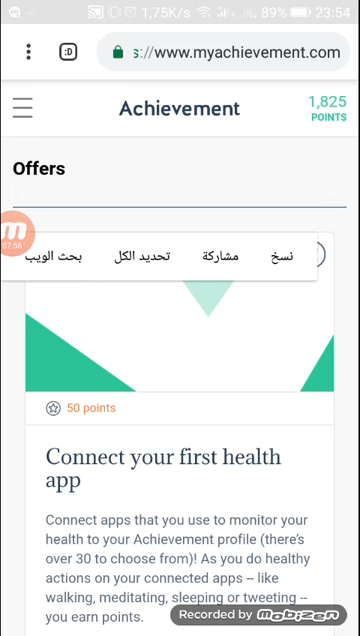 1,75K/s 89% 23:54
:D s://www.myachievement.com
Achievement
1,825
POINTS
Offers
07:56
نسخ مشاركة تحديد الكل بحث الويب
50 points
Connect your first health
app
Connect apps that you use to monitor your
health to your Achievement profile (there's
over 30 to choose from)! As you do healthy
actions on your connected apps -- like
walking, meditating, sleeping or tweeting --
you earn points.
Recorded by mobizen